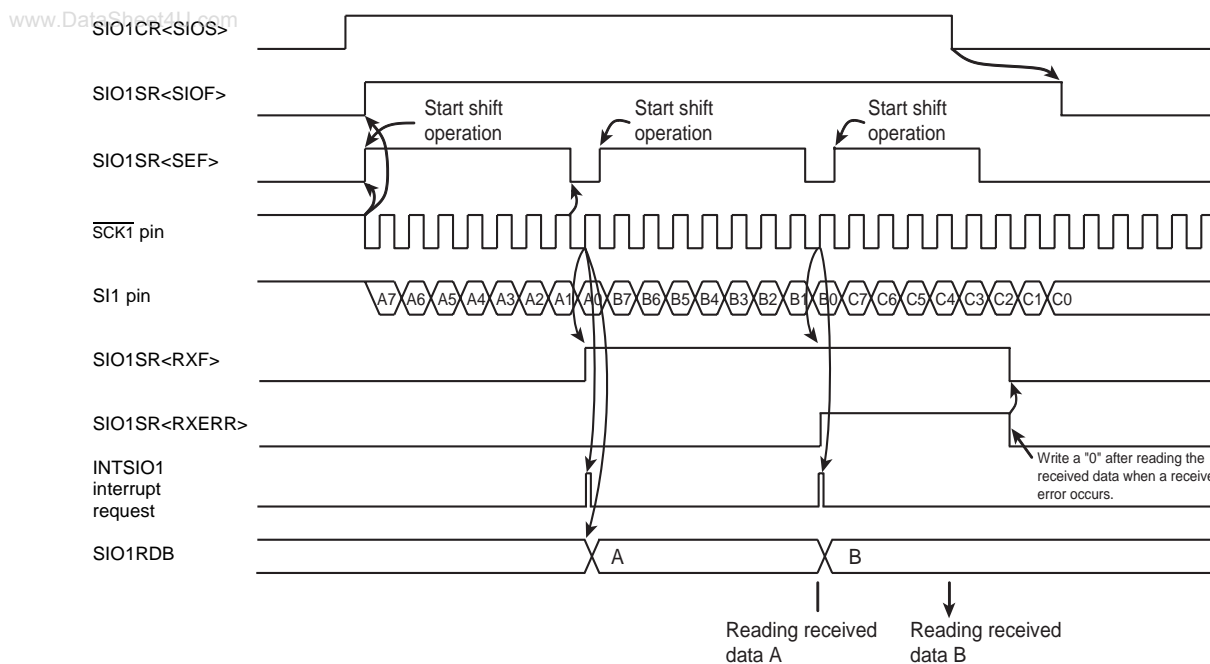 www.DataSheet4U.com
SIO1CR<SIOS>
SIO1SR<SIOF>
Start shift
operation
Start shift
operation
Start shift
operation
SIO1SR<SEF>
SCK1 pin
SI1 pin
A7 A6 A5 A4 A3 A2 A1 A0 B7 B6 B5 B4 B3 B2 B1 B0 C7 C6 C5 C4 C3 C2 C1 C0
SIO1SR<RXF>
SIO1SR<RXERR>
Write a "0" after reading the
received data when a receive
error occurs.
INTSIO1
interrupt
request
SIO1RDB
A
B
Reading received
data A
Reading received
data B